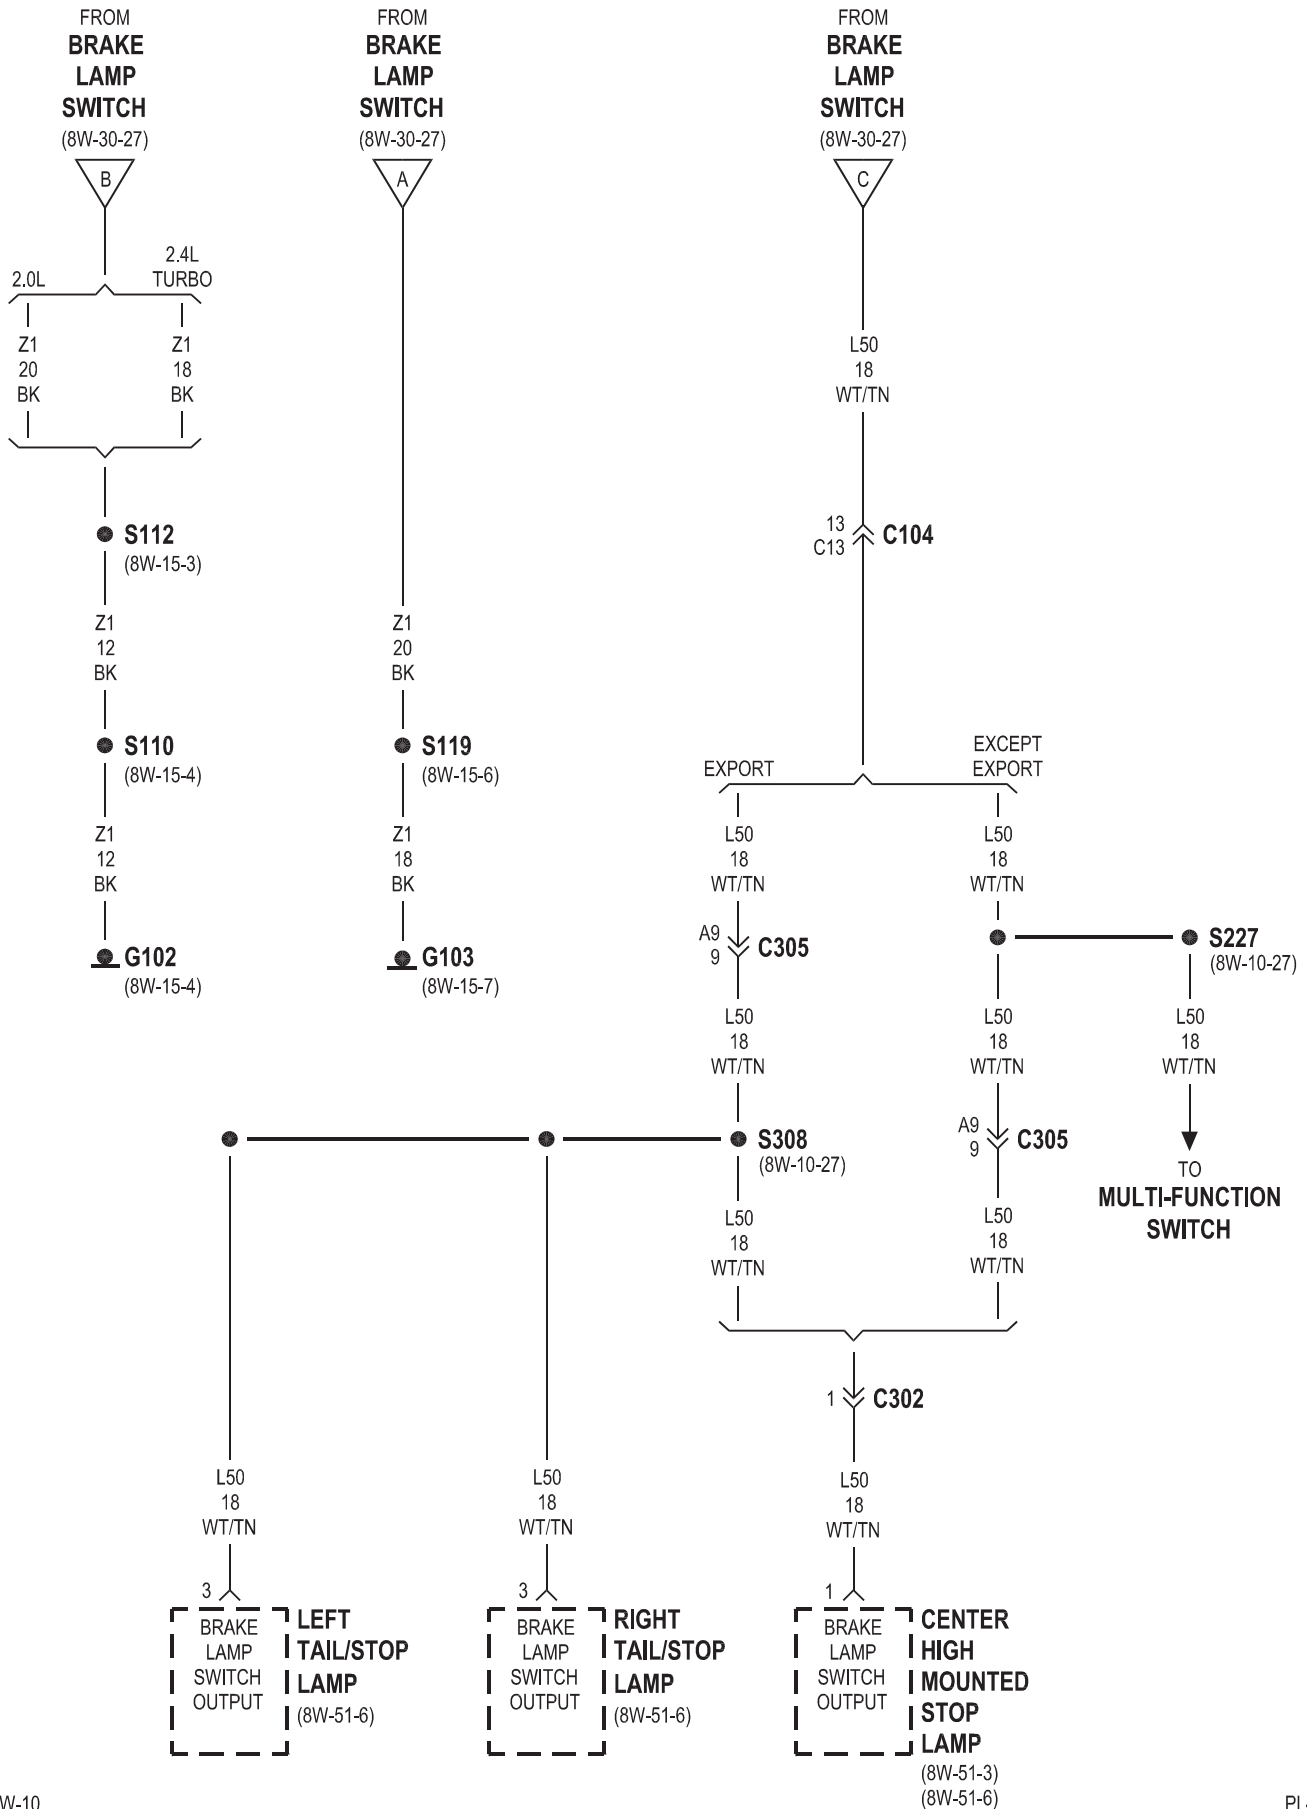 FROM
BRAKE
LAMP
SWITCH
(8W-30-27)
B
FROM
BRAKE
LAMP
SWITCH
(8W-30-27)
A
FROM
BRAKE
LAMP
SWITCH
(8W-30-27)
C
2.0L
2.4L
TURBO
Z1
20
BK
Z1
18
BK
L50
18
WT/TN
S112
(8W-15-3)
13
C13
C104
Z1
12
BK
Z1
20
BK
S110
(8W-15-4)
S119
(8W-15-6)
EXPORT
EXCEPT
EXPORT
Z1
12
BK
Z1
18
BK
L50
18
WT/TN
L50
18
WT/TN
G102
(8W-15-4)
G103
(8W-15-7)
A9
9
C305
S227
(8W-10-27)
L50
18
WT/TN
L50
18
WT/TN
L50
18
WT/TN
S308
(8W-10-27)
A9
9
C305
TO
MULTI-FUNCTION
SWITCH
L50
18
WT/TN
L50
18
WT/TN
1
C302
L50
18
WT/TN
L50
18
WT/TN
L50
18
WT/TN
3
BRAKE
LAMP
SWITCH
OUTPUT
LEFT
TAIL/STOP
LAMP
(8W-51-6)
3
BRAKE
LAMP
SWITCH
OUTPUT
RIGHT
TAIL/STOP
LAMP
(8W-51-6)
1
BRAKE
LAMP
SWITCH
OUTPUT
CENTER
HIGH
MOUNTED
STOP
LAMP
(8W-51-3)
(8W-51-6)
W-10
PL-